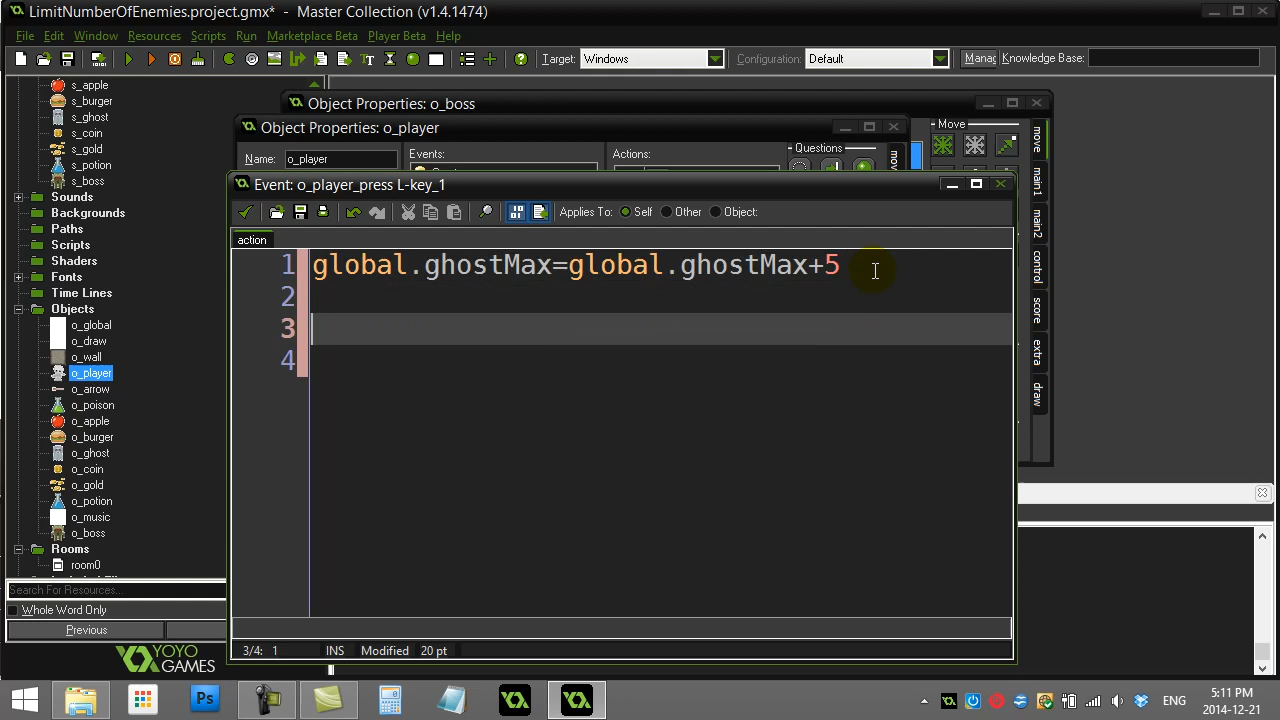 LimitNumberOfEnemies.project.gmx* - Master Collection (v1.4.1474)
File Edit Window Resources Scripts Run Marketplace Beta Player Beta Help
Target: Windows Configuration: Default Manag Knowledge Base:
s_apple
s_burger
s_ghost
s_coin
s_gold
s_potion
s_boss
Sounds
Backgrounds
Paths
Scripts
Shaders
Fonts
Time Lines
Objects
o_global
o_draw
o_wall
o_player
o_arrow
o_poison
o_apple
o_burger
o_ghost
o_coin
o_gold
o_potion
o_music
o_boss
Rooms
room0
Search For Resources...
Whole Word Only
Previous
YOYO
GAMES
Object Properties: o_boss
Object Properties: o_player
Name: o_player Events: Actions:
Questions
Move
move
main1
main2
control
score
extra
draw
Event: o_player_press L-key_1
Applies To: Self Other Object:
action
1 global.ghostMax=global.ghostMax+5
2
3
4
3/4: 1 INS Modified 20 pt
Ps
ENG
5:11 PM
2014-12-21